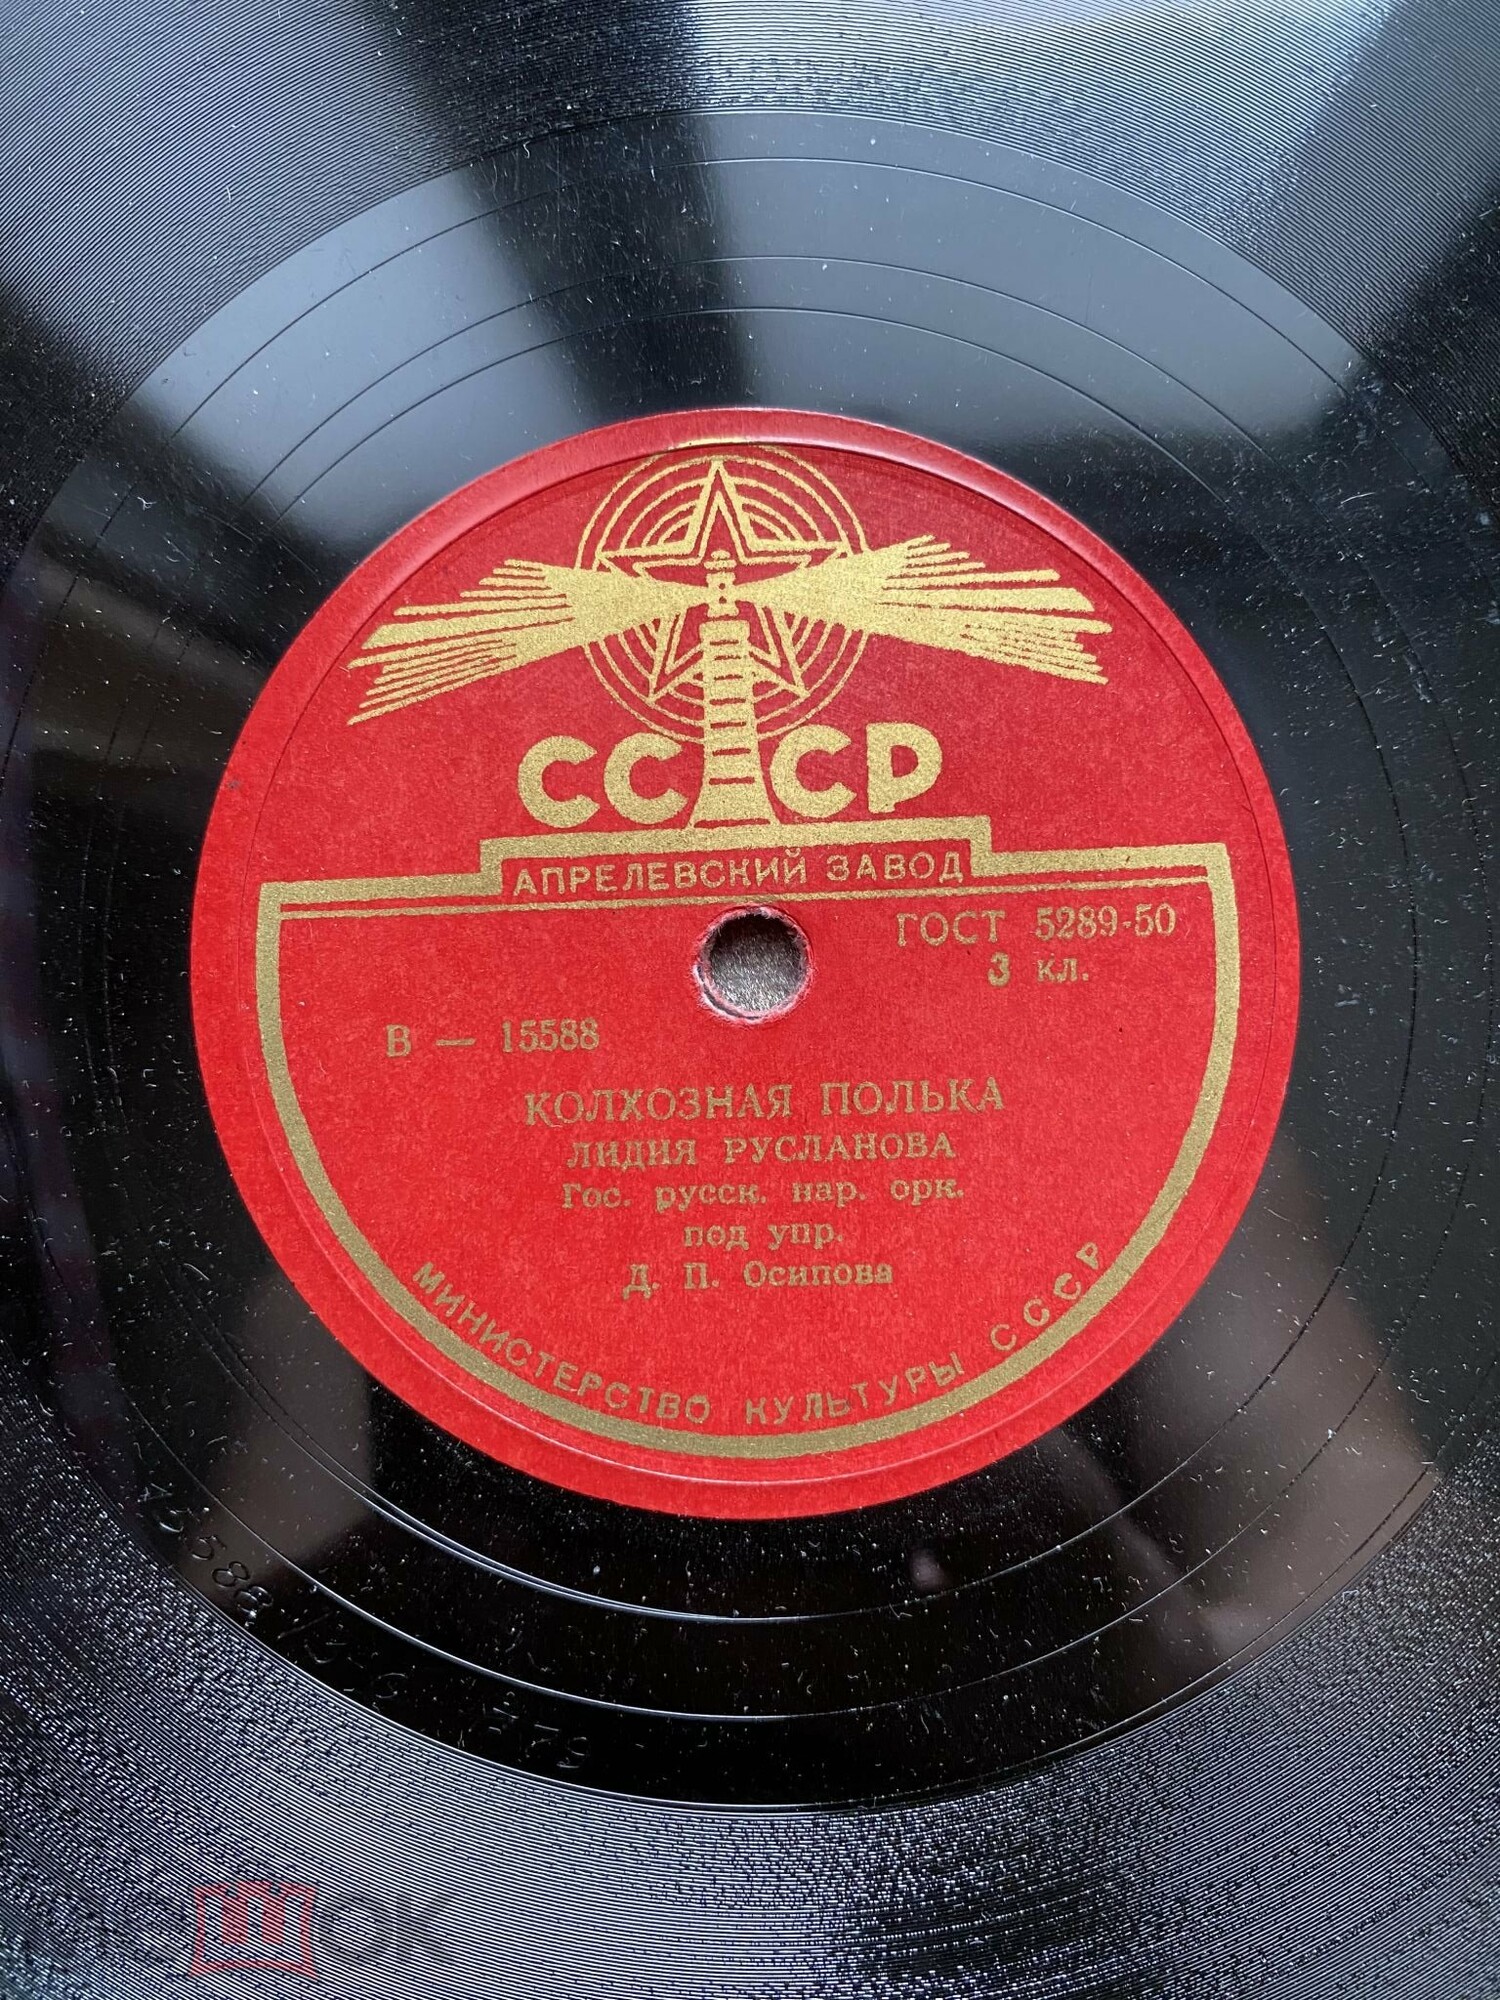 СССР
АПРЕЛЕВСКИЙ ЗАВОД
ГОСТ 5289-50
3 кл.
В — 15588
КОЛХОЗНАЯ ПОЛЬКА
ЛИДИЯ РУСЛАНОВА
Гос. русск. нар. орк.
под упр.
Д. П. Осипова
МИНИСТЕРСТВО КУЛЬТУРЫ СССР
15588